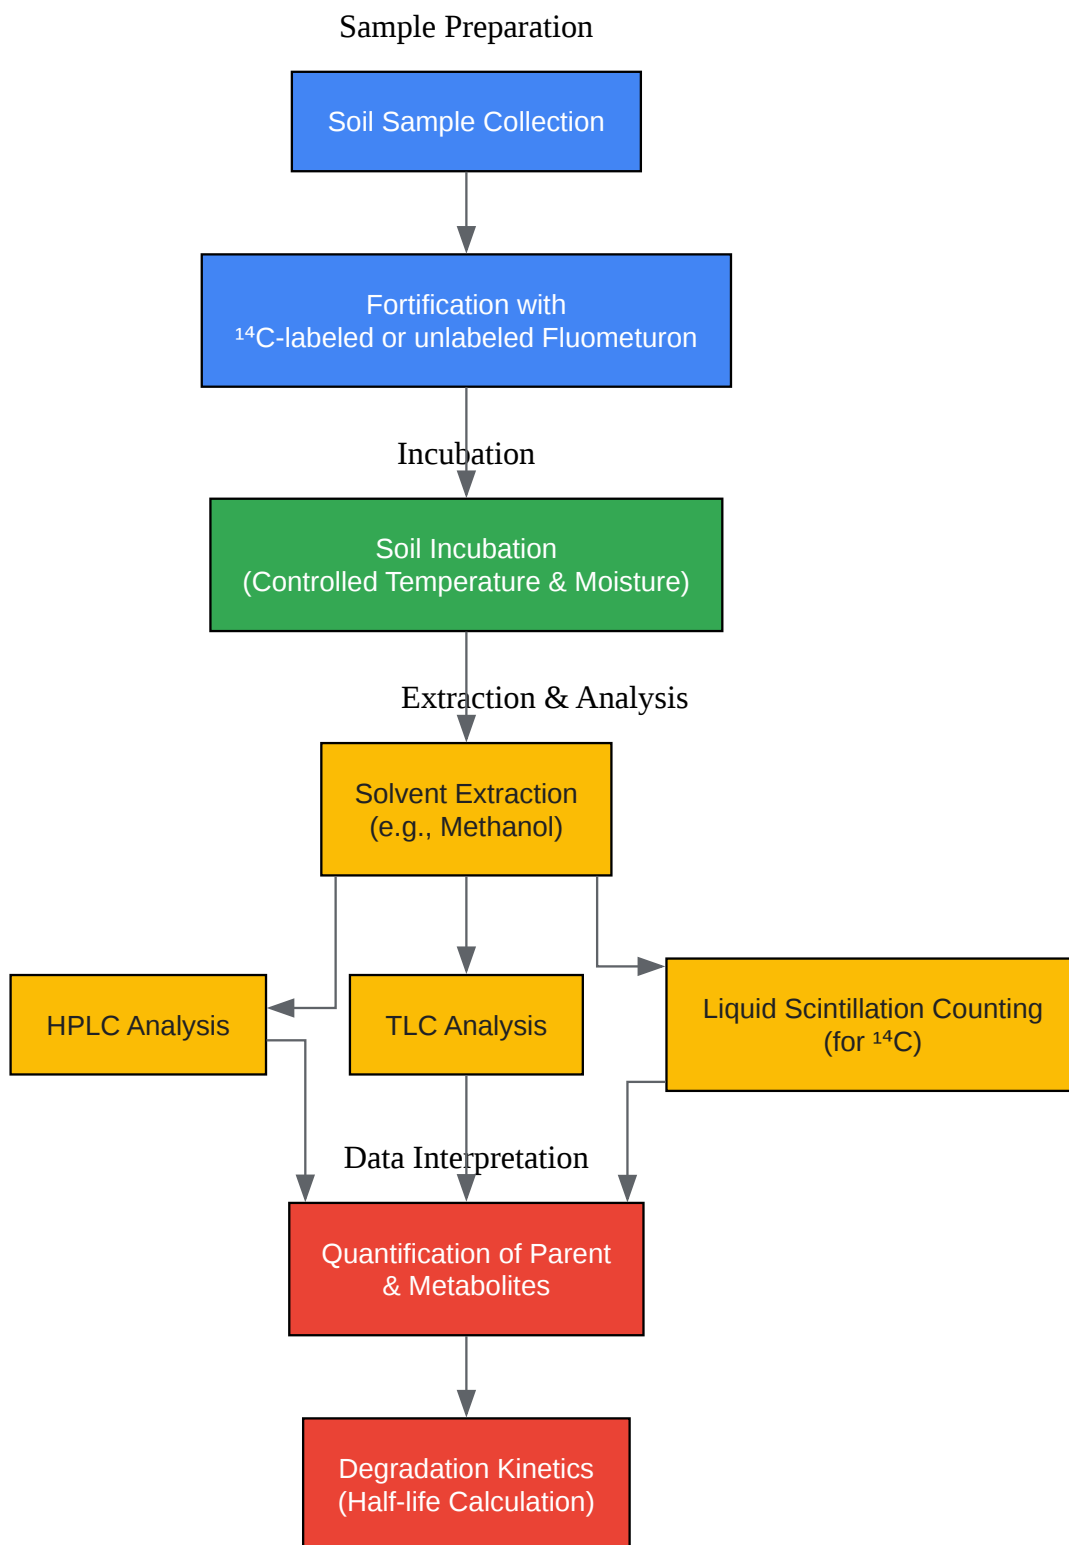 Sample Preparation
Soil Sample Collection
Fortification with
¹⁴C-labeled or unlabeled Fluometuron
Incubation
Soil Incubation
(Controlled Temperature & Moisture)
Extraction & Analysis
Solvent Extraction
(e.g., Methanol)
HPLC Analysis
TLC Analysis
Liquid Scintillation Counting
(for ¹⁴C)
Data Interpretation
Quantification of Parent
& Metabolites
Degradation Kinetics
(Half-life Calculation)